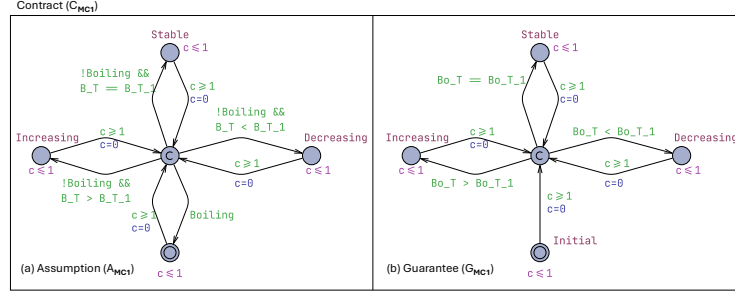 Contract (C_MC1)
Stable
c ⩽ 1
!Boiling &&
B_T == B_T_1
c ⩾ 1
c=0
!Boiling &&
B_T < B_T_1
Increasing
c ⩾ 1
c=0
c ⩽ 1
C
Decreasing
c ⩾ 1
c=0
c ⩽ 1
!Boiling &&
B_T > B_T_1
c ⩾ 1
c=0
Boiling
c ⩽ 1
(a) Assumption (A_MC1)
Stable
c ⩽ 1
Bo_T == Bo_T_1
c ⩾ 1
c=0
Bo_T < Bo_T_1
Increasing
c ⩾ 1
c=0
c ⩽ 1
C
Decreasing
c ⩾ 1
c=0
c ⩽ 1
Bo_T > Bo_T_1
c ⩾ 1
c=0
Initial
c ⩽ 1
(b) Guarantee (G_MC1)